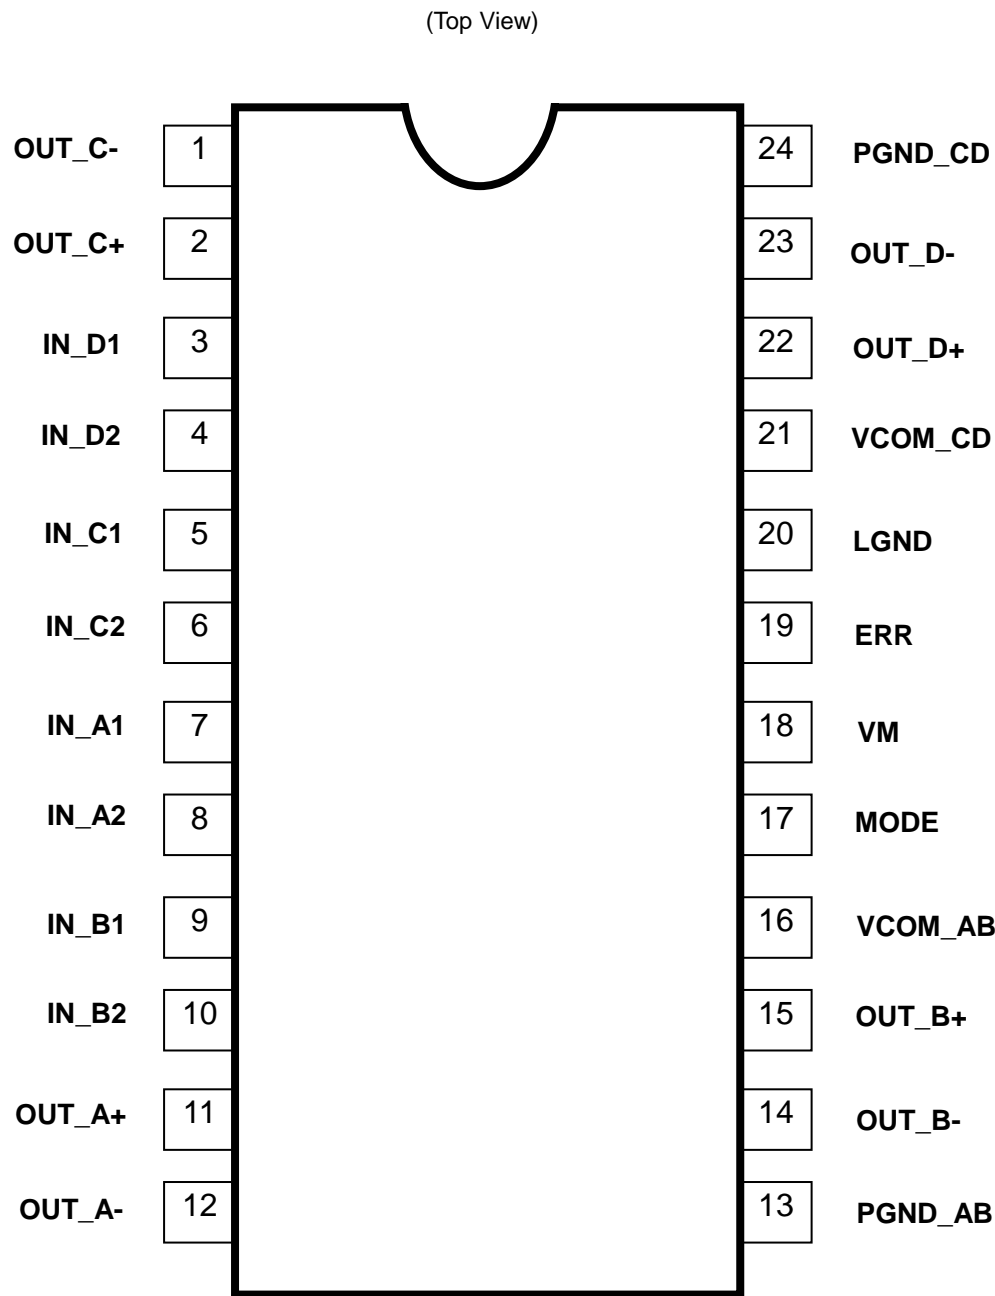 (Top View)
OUT_C- 1 24 PGND_CD
OUT_C+ 2 23 OUT_D-
IN_D1 3 22 OUT_D+
IN_D2 4 21 VCOM_CD
IN_C1 5 20 LGND
IN_C2 6 19 ERR
IN_A1 7 18 VM
IN_A2 8 17 MODE
IN_B1 9 16 VCOM_AB
IN_B2 10 15 OUT_B+
OUT_A+ 11 14 OUT_B-
OUT_A- 12 13 PGND_AB